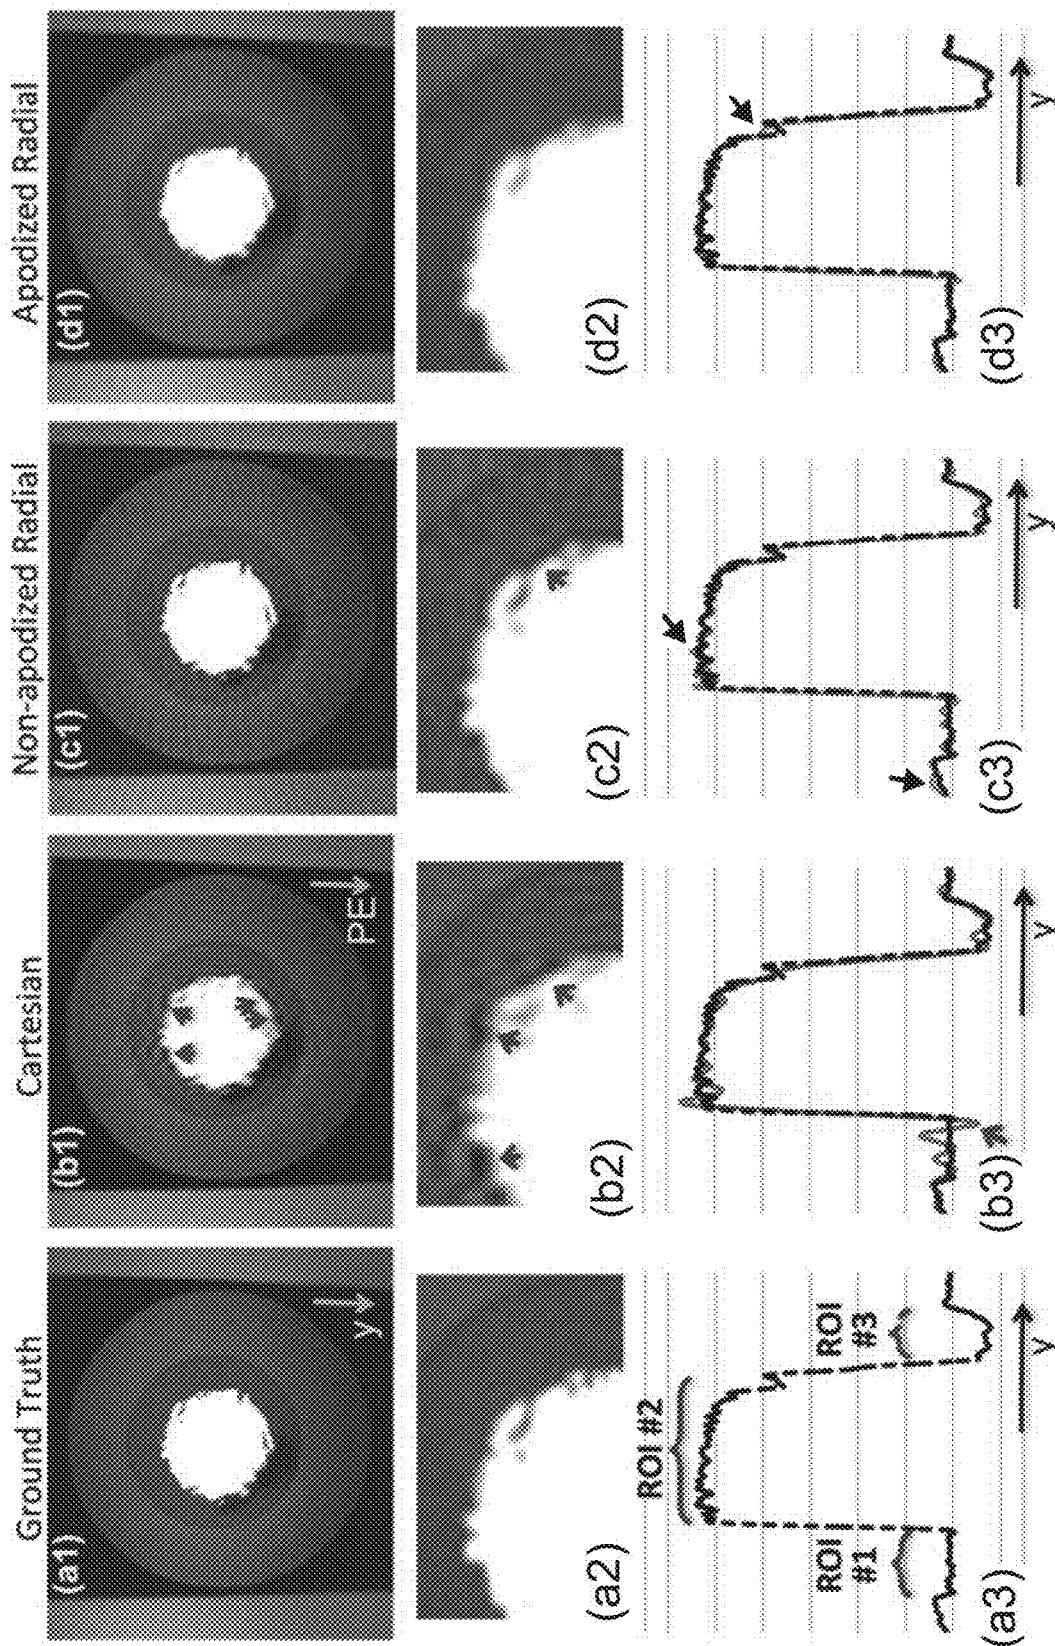 Ground Truth
Cartesian
Non-apodized Radial
Apodized Radial
(a1)
y
(b1)
PE
(c1)
(d1)
(a2)
(b2)
(c2)
(d2)
ROI #1
ROI #2
ROI #3
(a3)
y
(b3)
y
(c3)
y
(d3)
y